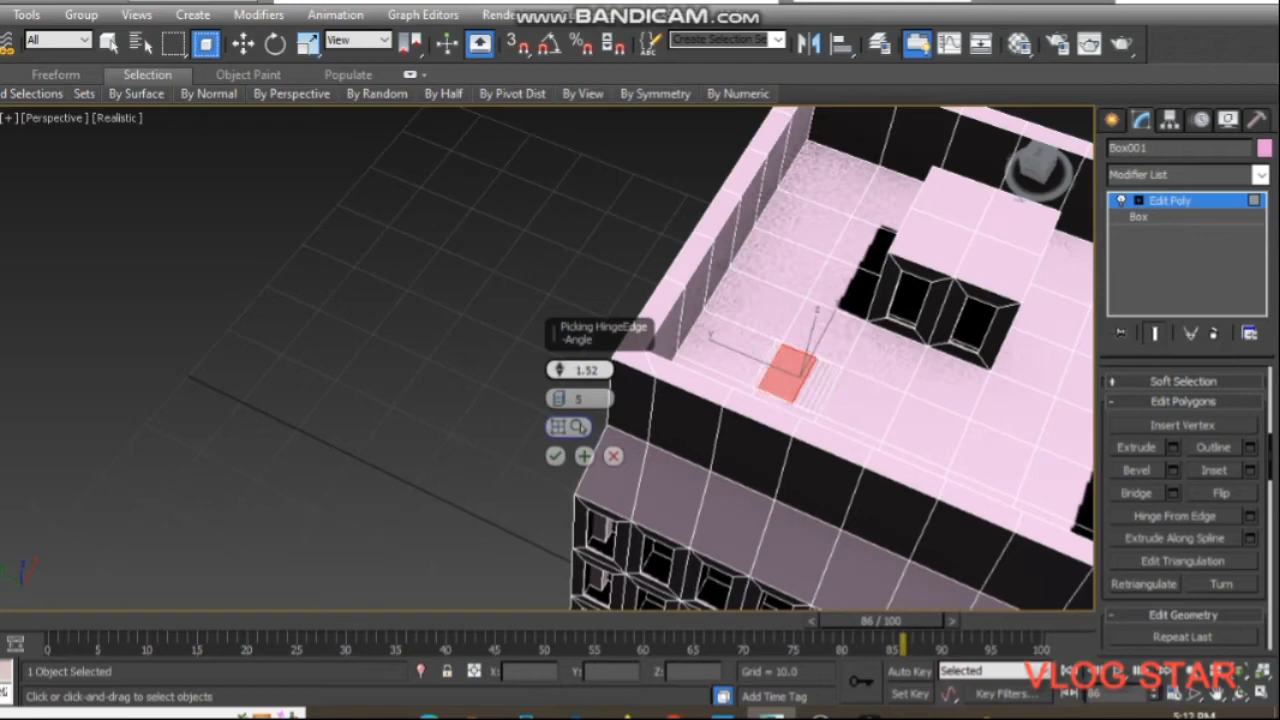 Tools Group Views Create Modifiers Animation Graph Editors Rende
www.BANDICAM.com
All View Create Selection Se
Freeform Selection Object Paint Populate
d Selections Sets By Surface By Normal By Perspective By Random By Half By Pivot Dist By View By Symmetry By Numeric
[+][Perspective][Realistic]
Box001
Modifier List
Edit Poly
Box
Picking HingeEdge
-Angle
1.52
5
Soft Selection
Edit Polygons
Insert Vertex
Extrude Outline
Bevel Inset
Bridge Flip
Hinge From Edge
Extrude Along Spline
Edit Triangulation
Retriangulate Turn
Edit Geometry
Repeat Last
< 86 / 100 >
0 5 10 15 20 25 30 35 40 45 50 55 60 65 70 75 80 85 90 95 100
1 Object Selected X: Y: Z: Grid = 10.0 Auto Key Selected
VLOG STAR
Click or click-and-drag to select objects Add Time Tag Set Key Key Filters... 86
5:12 PM